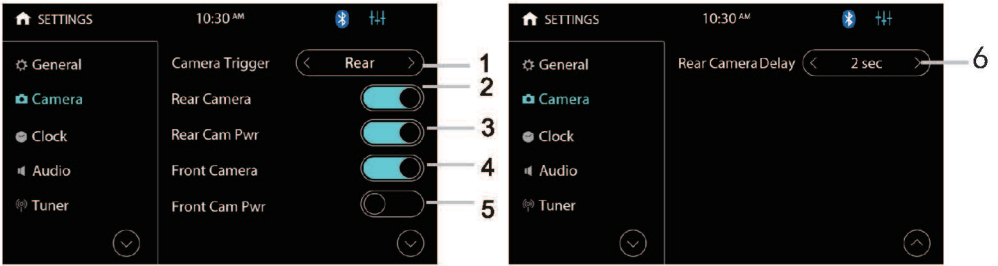 SETTINGS 10:30 AM
General
Camera
Clock
Audio
Tuner
Camera Trigger Rear 1
Rear Camera 2
Rear Cam Pwr 3
Front Camera 4
Front Cam Pwr 5
SETTINGS 10:30 AM
General
Camera
Clock
Audio
Tuner
Rear Camera Delay 2 sec 6